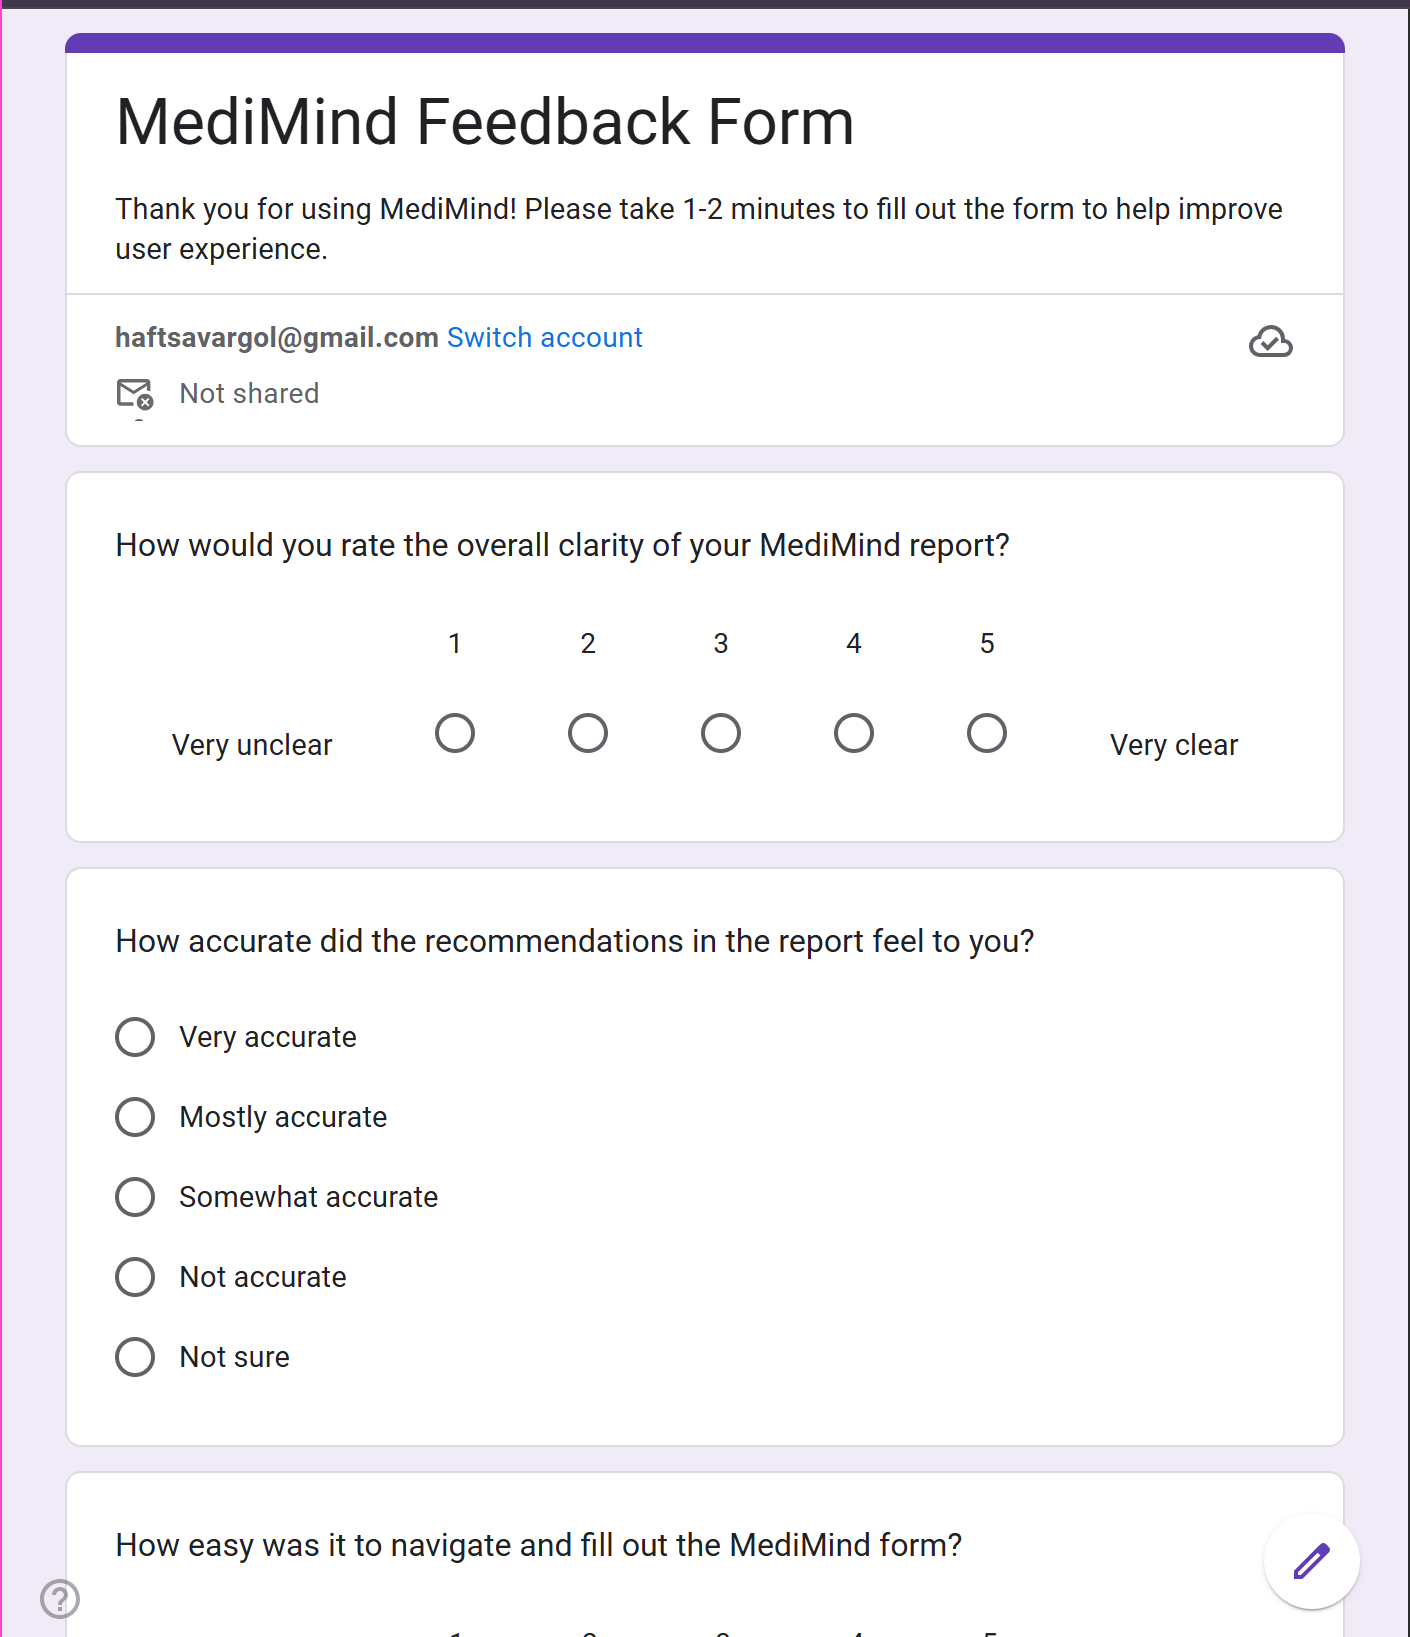 MediMind Feedback Form
Thank you for using MediMind! Please take 1-2 minutes to fill out the form to help improve
user experience.
haftsavargol@gmail.com Switch account
Not shared
How would you rate the overall clarity of your MediMind report?
1 2 3 4 5
Very unclear Very clear
How accurate did the recommendations in the report feel to you?
Very accurate
Mostly accurate
Somewhat accurate
Not accurate
Not sure
How easy was it to navigate and fill out the MediMind form?